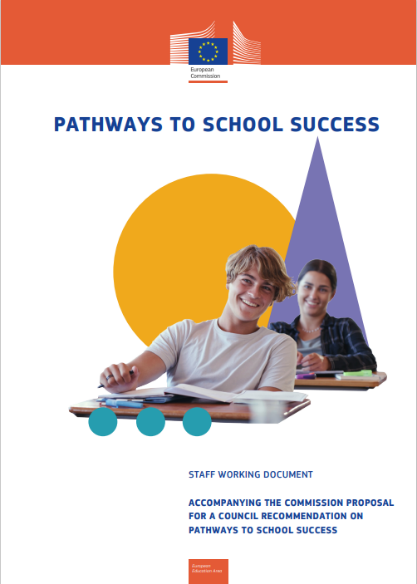 European
Commission
PATHWAYS TO SCHOOL SUCCESS
STAFF WORKING DOCUMENT
ACCOMPANYING THE COMMISSION PROPOSAL
FOR A COUNCIL RECOMMENDATION ON
PATHWAYS TO SCHOOL SUCCESS
European
Education Area